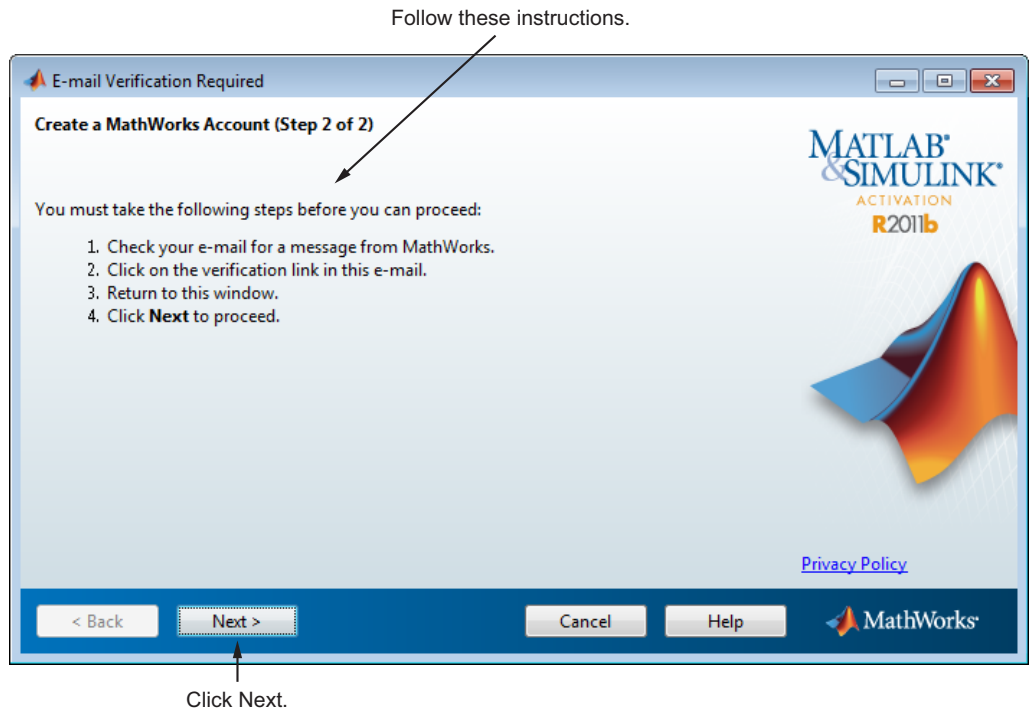 Follow these instructions.
E-mail Verification Required
Create a MathWorks Account (Step 2 of 2)
MATLAB®
&SIMULINK®
ACTIVATION
R2011b
You must take the following steps before you can proceed:
1. Check your e-mail for a message from MathWorks.
2. Click on the verification link in this e-mail.
3. Return to this window.
4. Click Next to proceed.
Privacy Policy
< Back Next > Cancel Help MathWorks®
Click Next.